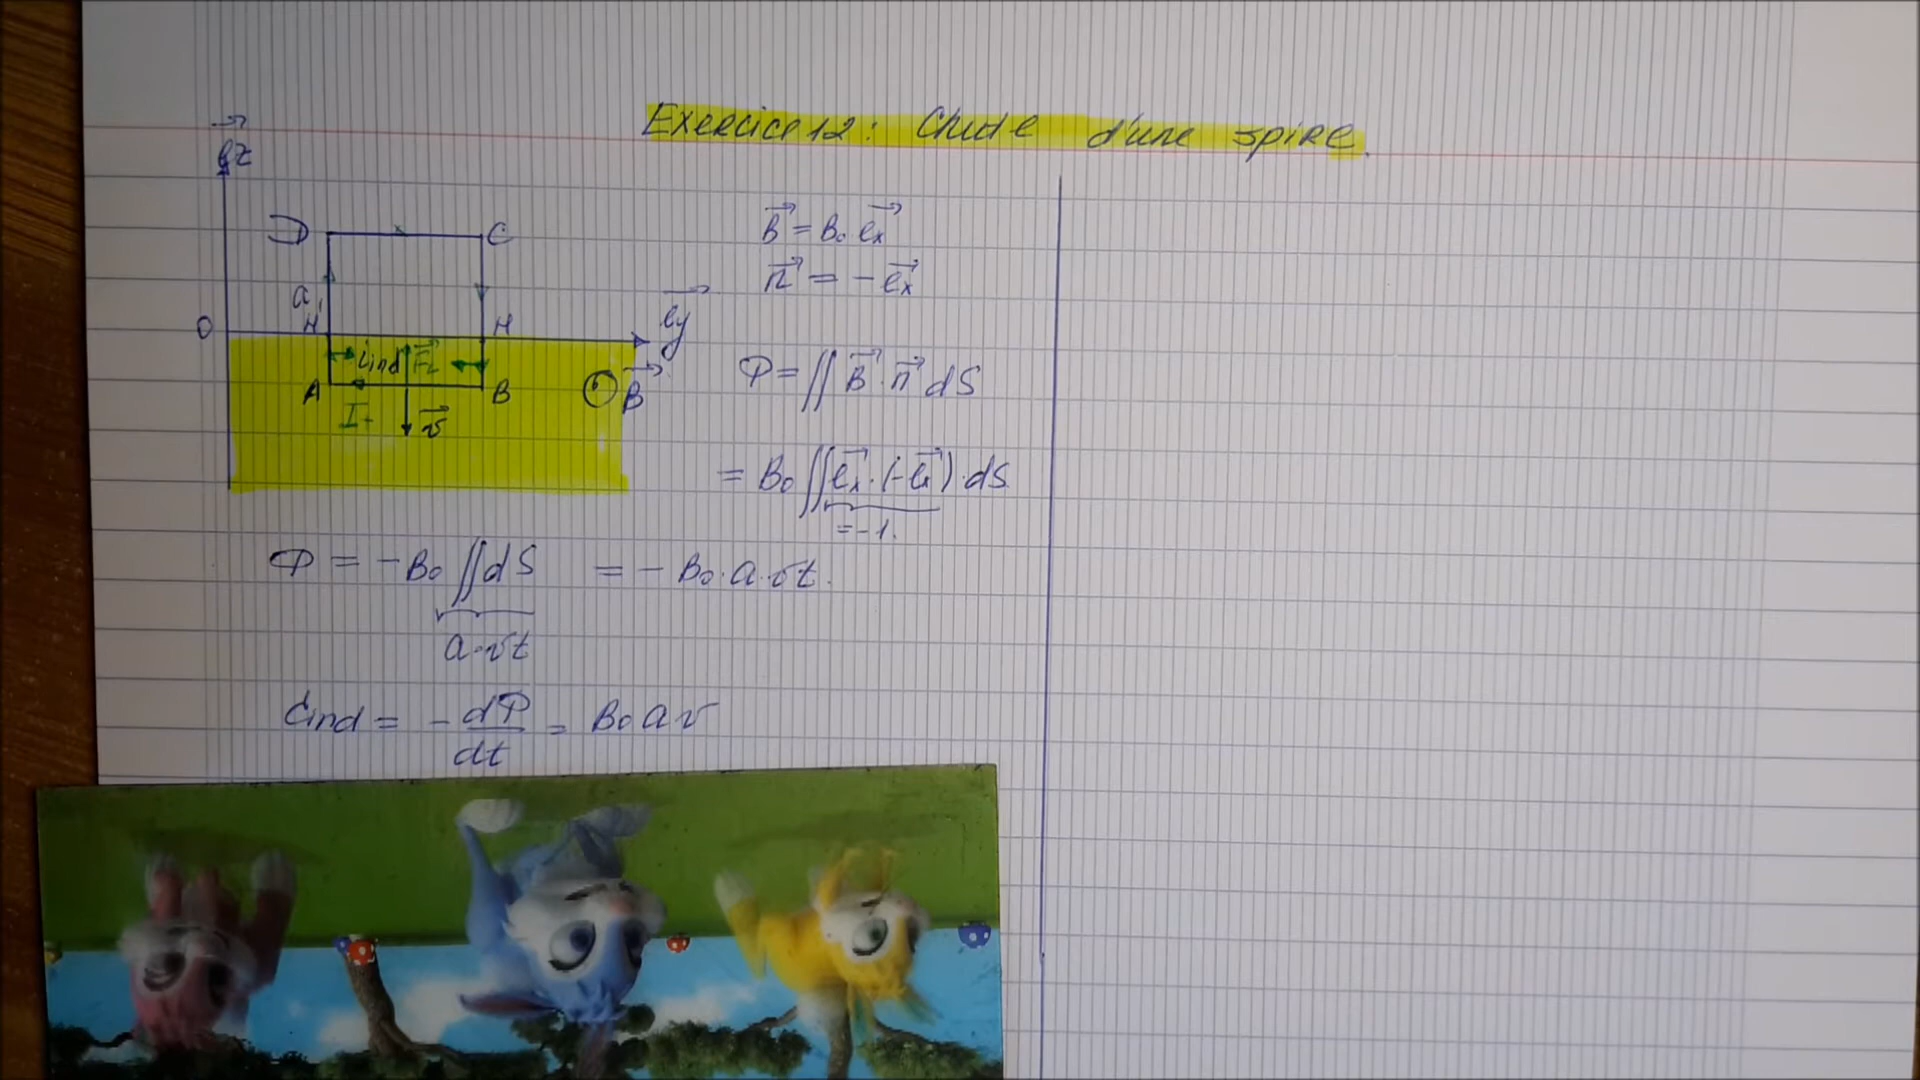 Exercice 12 : Chute d'une spire.
ez
D C
a
O H' H ey
iind FL
A B B
I v
B = B0 ex
n = - ex
Φ = ∬ B . n dS
= B0 ∬ ex . (-ex) . dS
= -1.
Φ = - B0 ∬ dS = - B0 . a . vt .
a . vt
eind = - dΦ/dt = B0 a v